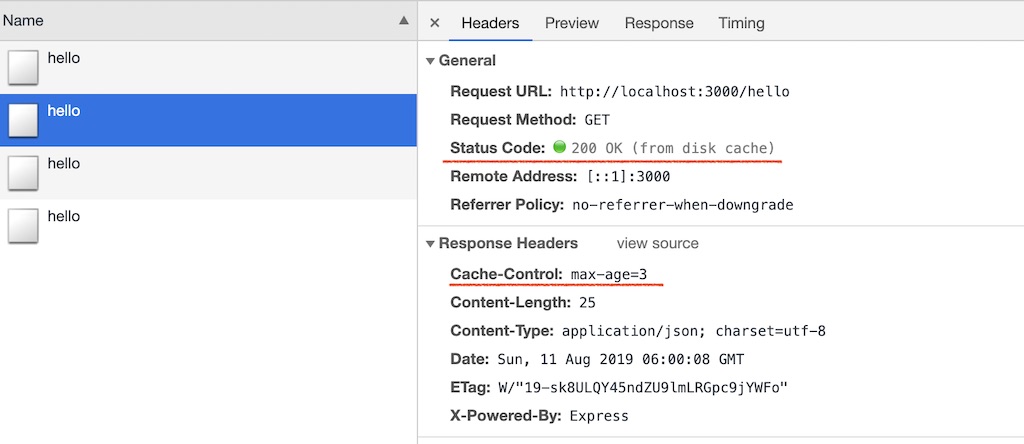 Name
hello
hello
hello
hello
× Headers Preview Response Timing
General
Request URL: http://localhost:3000/hello
Request Method: GET
Status Code: 200 OK (from disk cache)
Remote Address: [::1]:3000
Referrer Policy: no-referrer-when-downgrade
Response Headers view source
Cache-Control: max-age=3
Content-Length: 25
Content-Type: application/json; charset=utf-8
Date: Sun, 11 Aug 2019 06:00:08 GMT
ETag: W/"19-sk8ULQY45ndZU9lmLRGpc9jYWFo"
X-Powered-By: Express